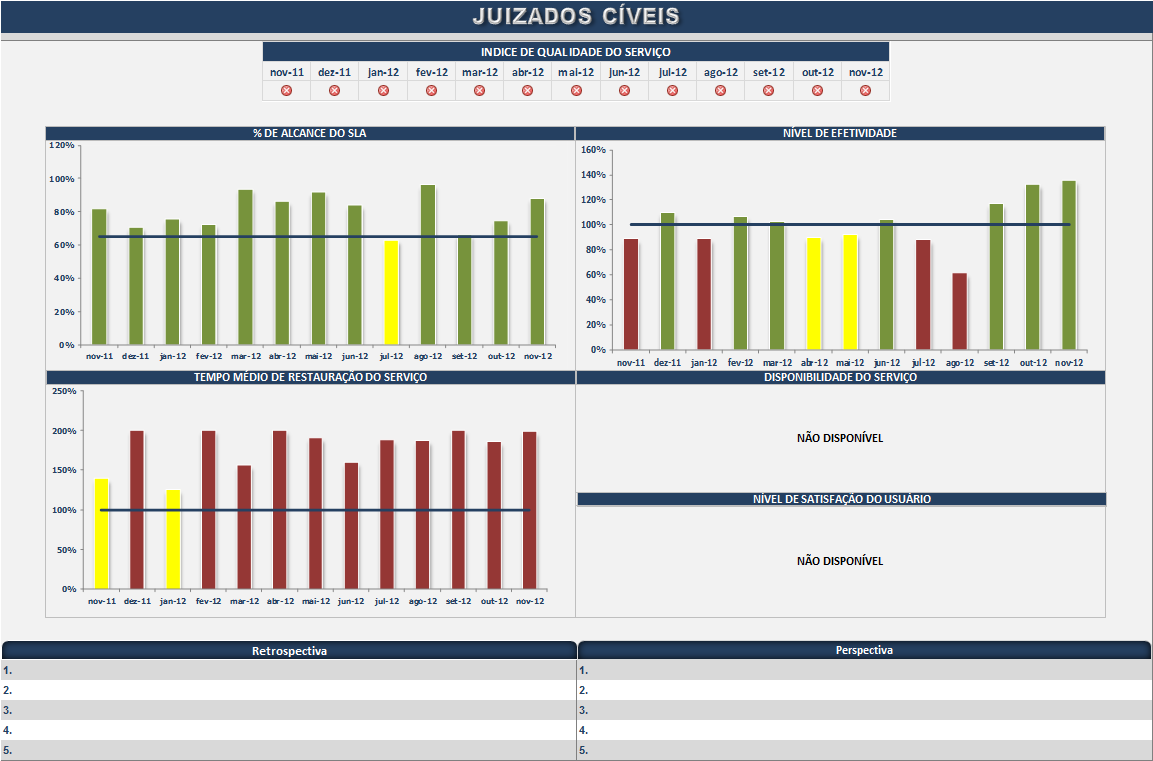 JUIZADOS CÍVEIS
INDICE DE QUALIDADE DO SERVIÇO
nov-11 dez-11 jan-12 fev-12 mar-12 abr-12 mai-12 jun-12 jul-12 ago-12 set-12 out-12 nov-12
% DE ALCANCE DO SLA
120%
100%
80%
60%
40%
20%
0%
nov-11 dez-11 jan-12 fev-12 mar-12 abr-12 mai-12 jun-12 jul-12 ago-12 set-12 out-12 nov-12
NÍVEL DE EFETIVIDADE
160%
140%
120%
100%
80%
60%
40%
20%
0%
nov-11 dez-11 jan-12 fev-12 mar-12 abr-12 mai-12 jun-12 jul-12 ago-12 set-12 out-12 nov-12
TEMPO MÉDIO DE RESTAURAÇÃO DO SERVIÇO
250%
200%
150%
100%
50%
0%
nov-11 dez-11 jan-12 fev-12 mar-12 abr-12 mai-12 jun-12 jul-12 ago-12 set-12 out-12 nov-12
DISPONIBILIDADE DO SERVIÇO
NÃO DISPONÍVEL
NÍVEL DE SATISFAÇÃO DO USUÁRIO
NÃO DISPONÍVEL
Retrospectiva
1.
2.
3.
4.
5.
Perspectiva
1.
2.
3.
4.
5.